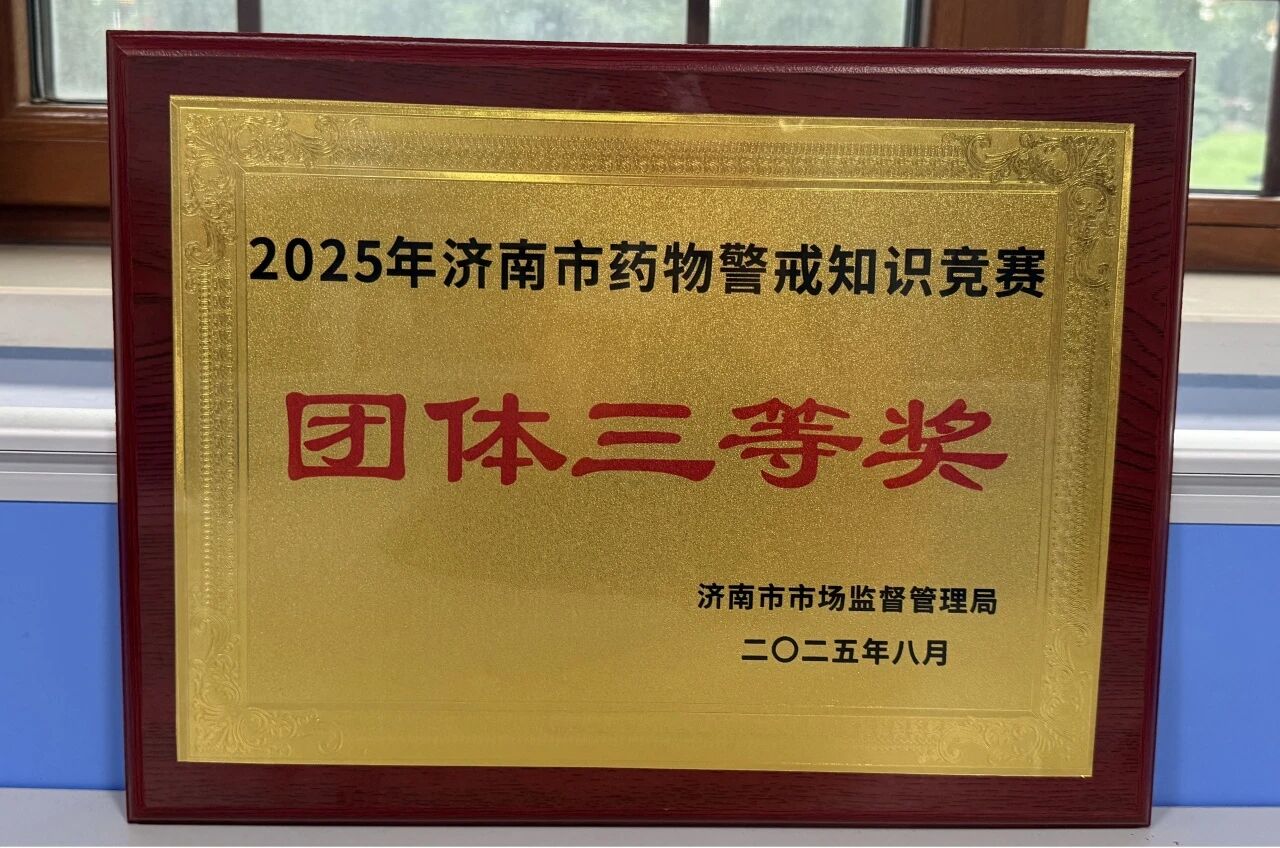 2025年济南市药物警戒知识竞赛
团体三等奖
济南市市场监督管理局
二〇二五年八月